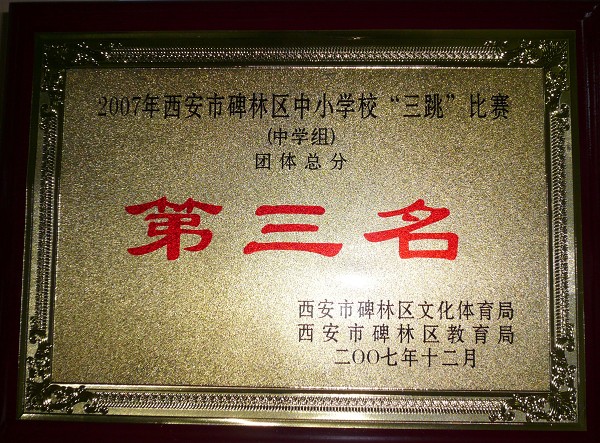 2007年西安市碑林区中小学校“三跳”比赛
(中学组)
团体总分
第三名
西安市碑林区文化体育局
西安市碑林区教育局
二〇〇七年十二月